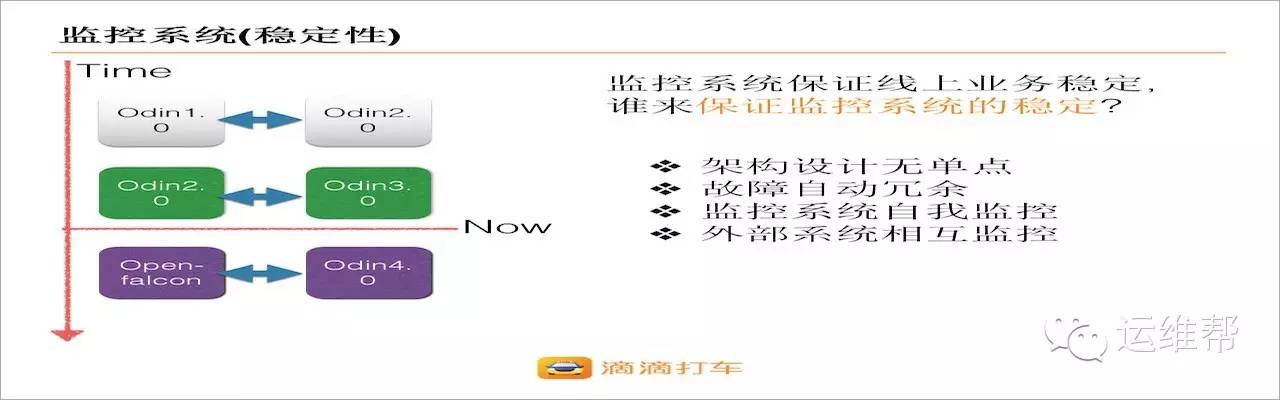 监控系统(稳定性)
Time
Odin1.
0
Odin2.
0
Odin2.
0
Odin3.
0
Now
Open-
falcon
Odin4.
0
监控系统保证线上业务稳定,
谁来保证监控系统的稳定?
❖ 架构设计无单点
❖ 故障自动冗余
❖ 监控系统自我监控
❖ 外部系统相互监控
滴滴打车
运维帮